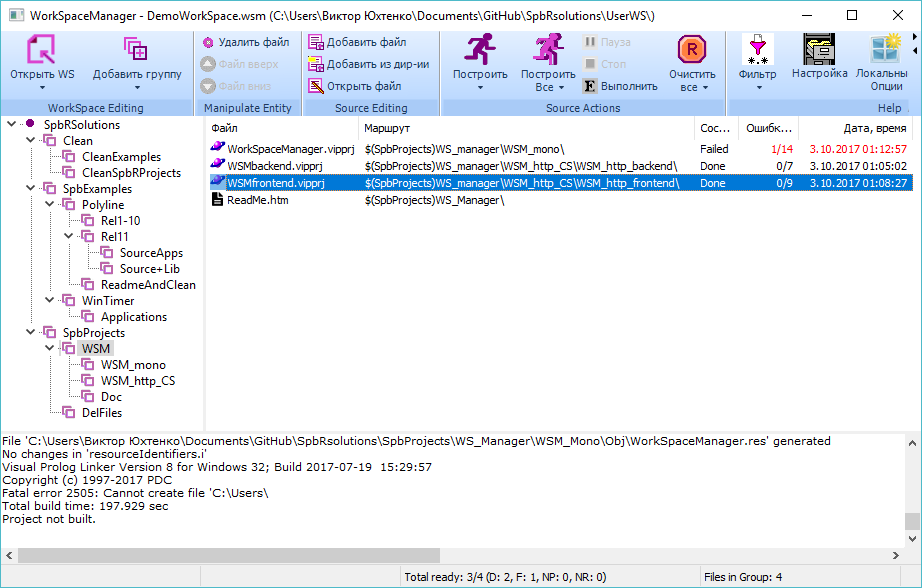 WorkSpaceManager - DemoWorkSpace.wsm (C:\Users\Виктор Юхтенко\Documents\GitHub\SpbRsolutions\UserWS\)
Открыть WS
Добавить группу
WorkSpace Editing
Удалить файл
Файл вверх
Файл вниз
Manipulate Entity
Добавить файл
Добавить из дир-ии
Открыть файл
Source Editing
Построить
Построить
Все
Пауза
Стоп
E Выполнить
R
Очистить
все
Source Actions
Фильтр
Настройка
Локальны
Опции
Help
SpbRSolutions
Clean
CleanExamples
CleanSpbRProjects
SpbExamples
Polyline
Rel1-10
Rel11
SourceApps
Source+Lib
ReadmeAndClean
WinTimer
Applications
SpbProjects
WSM
WSM_mono
WSM_http_CS
Doc
DelFiles
Файл Маршрут Сос... Ошибк... Дата, время
WorkSpaceManager.vipprj $(SpbProjects)WS_manager\WSM_mono\ Failed 1/14 3.10.2017 01:12:57
WSMbackend.vipprj $(SpbProjects)WS_manager\WSM_http_CS\WSM_http_backend\ Done 0/7 3.10.2017 01:05:02
WSMfrontend.vipprj $(SpbProjects)WS_manager\WSM_http_CS\WSM_http_frontend\ Done 0/9 3.10.2017 01:08:27
ReadMe.htm $(SpbProjects)WS_Manager\
File 'C:\Users\Виктор Юхтенко\Documents\GitHub\SpbRsolutions\SpbProjects\WS_Manager\WSM_Mono\Obj\WorkSpaceManager.res' generated
No changes in 'resourceIdentifiers.i'
Visual Prolog Linker Version 8 for Windows 32; Build 2017-07-19 15:29:57
Copyright (c) 1997-2017 PDC
Fatal error 2505: Cannot create file 'C:\Users\
Total build time: 197.929 sec
Project not built.
Total ready: 3/4 (D: 2, F: 1, NP: 0, NR: 0)
Files in Group: 4